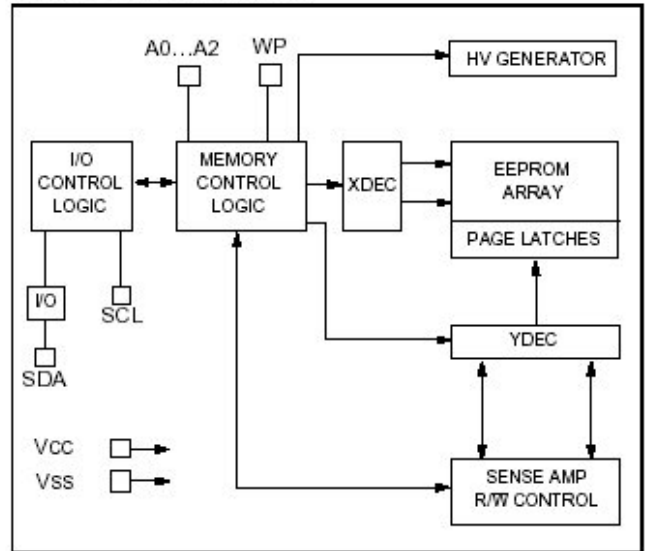 A0...A2
WP
HV GENERATOR
I/O
CONTROL
LOGIC
MEMORY
CONTROL
LOGIC
XDEC
EEPROM
ARRAY
PAGE LATCHES
I/O
SCL
SDA
YDEC
Vcc
Vss
SENSE AMP
R/W̅ CONTROL